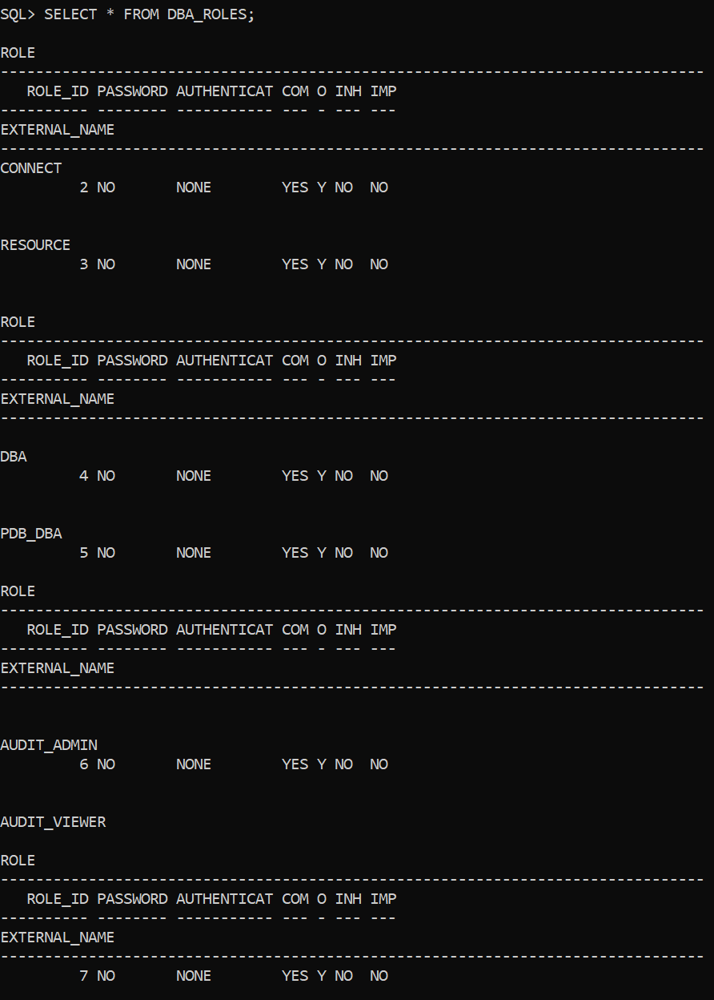 SQL> SELECT * FROM DBA_ROLES;
ROLE
--------------------------------------------------------------------------------
   ROLE_ID PASSWORD AUTHENTICAT COM O INH IMP
---------- -------- ----------- --- - --- ---
EXTERNAL_NAME
--------------------------------------------------------------------------------
CONNECT
         2 NO       NONE        YES Y NO  NO
RESOURCE
         3 NO       NONE        YES Y NO  NO
ROLE
--------------------------------------------------------------------------------
   ROLE_ID PASSWORD AUTHENTICAT COM O INH IMP
---------- -------- ----------- --- - --- ---
EXTERNAL_NAME
--------------------------------------------------------------------------------
DBA
         4 NO       NONE        YES Y NO  NO
PDB_DBA
         5 NO       NONE        YES Y NO  NO
ROLE
--------------------------------------------------------------------------------
   ROLE_ID PASSWORD AUTHENTICAT COM O INH IMP
---------- -------- ----------- --- - --- ---
EXTERNAL_NAME
--------------------------------------------------------------------------------
AUDIT_ADMIN
         6 NO       NONE        YES Y NO  NO
AUDIT_VIEWER
ROLE
--------------------------------------------------------------------------------
   ROLE_ID PASSWORD AUTHENTICAT COM O INH IMP
---------- -------- ----------- --- - --- ---
EXTERNAL_NAME
--------------------------------------------------------------------------------
         7 NO       NONE        YES Y NO  NO